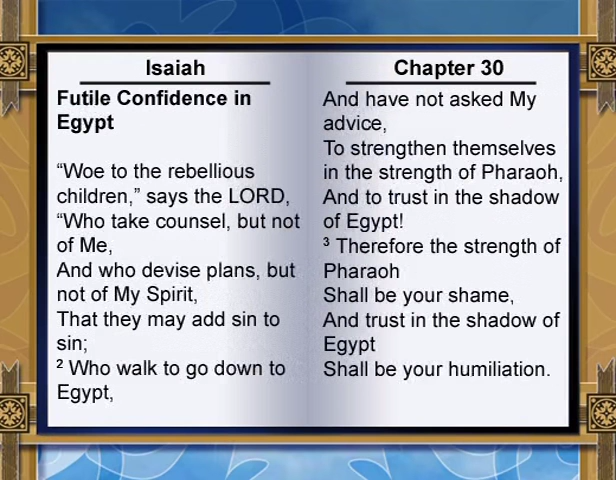 Isaiah
Futile Confidence in
Egypt
“Woe to the rebellious
children,” says the LORD,
“Who take counsel, but not
of Me,
And who devise plans, but
not of My Spirit,
That they may add sin to
sin;
² Who walk to go down to
Egypt,
Chapter 30
And have not asked My
advice,
To strengthen themselves
in the strength of Pharaoh,
And to trust in the shadow
of Egypt!
³ Therefore the strength of
Pharaoh
Shall be your shame,
And trust in the shadow of
Egypt
Shall be your humiliation.